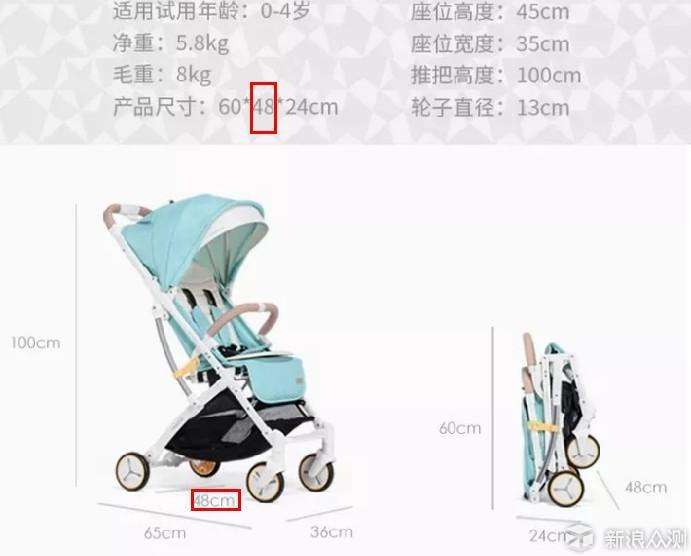 适用试用年龄：0-4岁
净重：5.8kg
毛重：8kg
产品尺寸：60*48*24cm
座位高度：45cm
座位宽度：35cm
推把高度：100cm
轮子直径：13cm
100cm
48cm
65cm
36cm
60cm
48cm
24cm
新浪众测